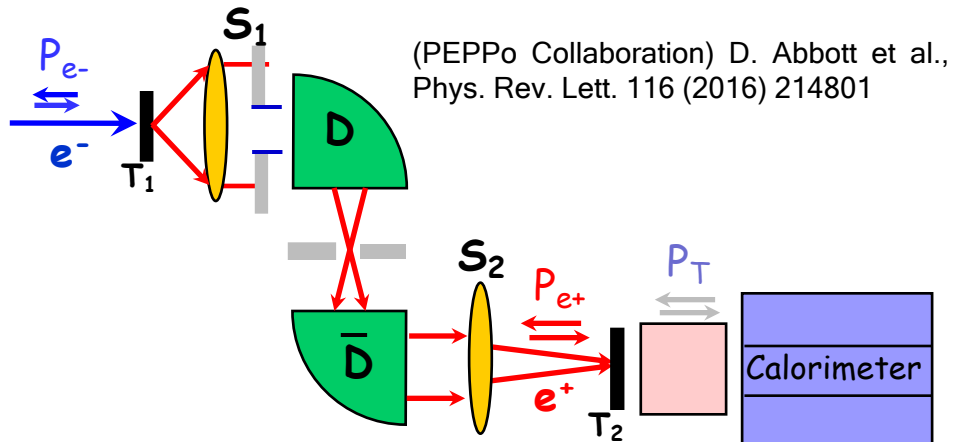 S₁
(PEPPo Collaboration) D. Abbott et al.,
Phys. Rev. Lett. 116 (2016) 214801
Pe-
e⁻
T₁
D
S₂
Pe+
PT
D̅
e⁺
T₂
Calorimeter